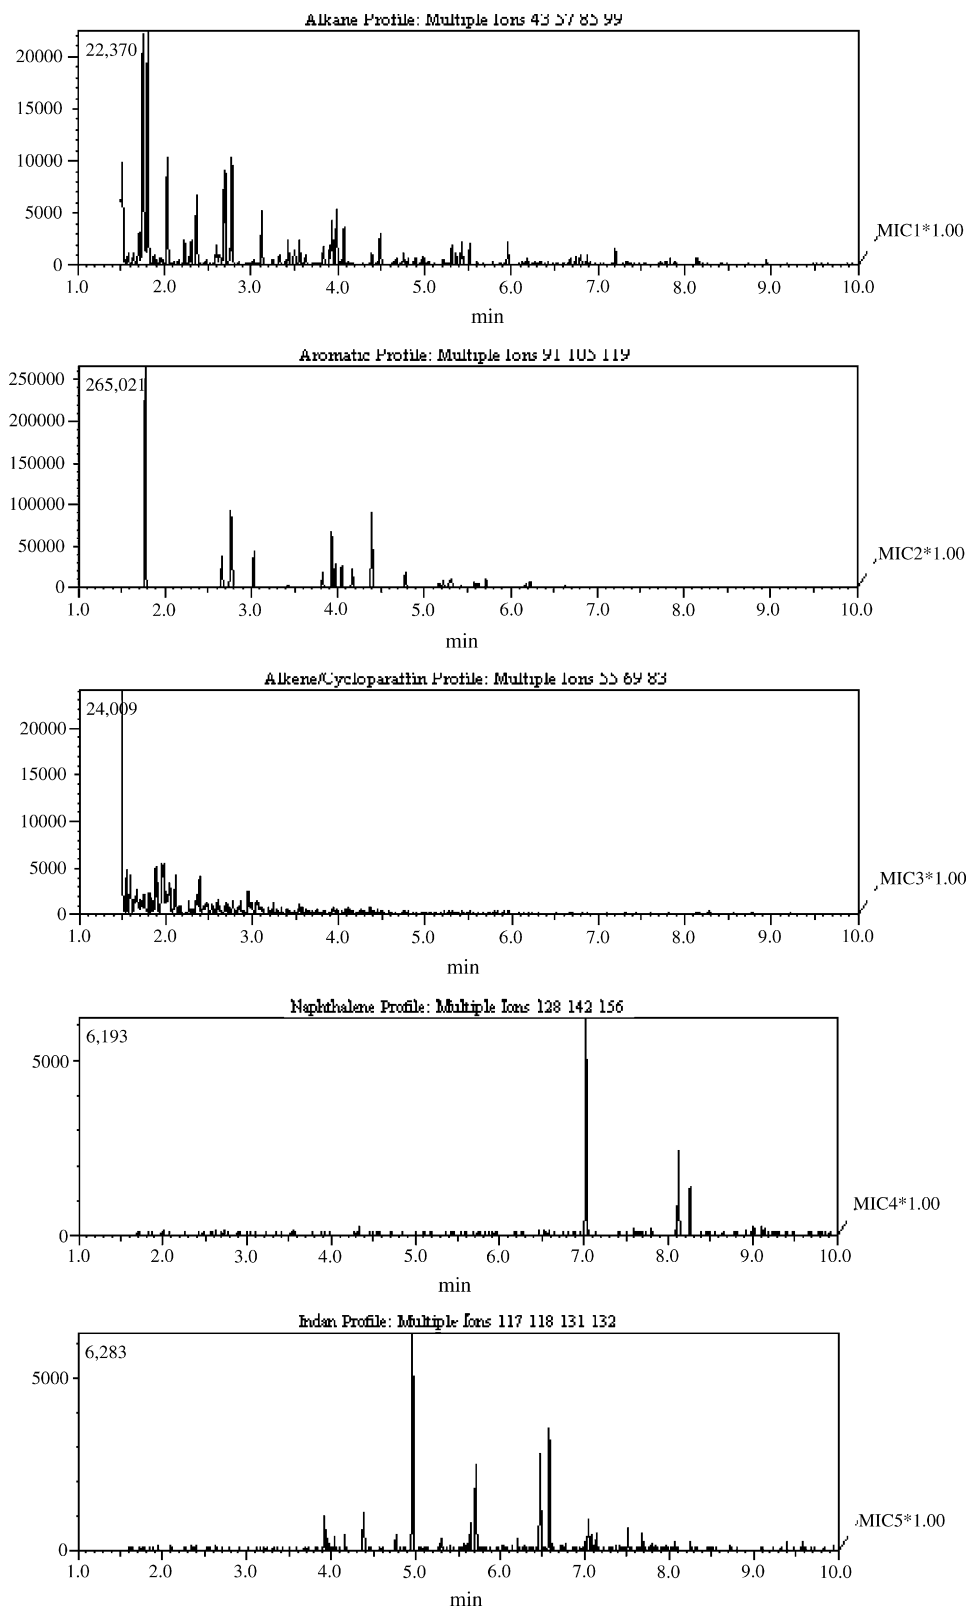 Alkane Profile: Multiple Ions 43 57 85 99
22,370
20000
15000
10000
5000
0
MIC1*1.00
1.0 2.0 3.0 4.0 5.0 6.0 7.0 8.0 9.0 10.0
min
Aromatic Profile: Multiple Ions 91 105 119
265,021
250000
200000
150000
100000
50000
0
MIC2*1.00
1.0 2.0 3.0 4.0 5.0 6.0 7.0 8.0 9.0 10.0
min
Alkene/Cycloparaffin Profile: Multiple Ions 55 69 83
24,009
20000
15000
10000
5000
0
MIC3*1.00
1.0 2.0 3.0 4.0 5.0 6.0 7.0 8.0 9.0 10.0
min
Naphthalene Profile: Multiple Ions 128 142 156
6,193
5000
0
MIC4*1.00
1.0 2.0 3.0 4.0 5.0 6.0 7.0 8.0 9.0 10.0
min
Indan Profile: Multiple Ions 117 118 131 132
6,283
5000
0
MIC5*1.00
1.0 2.0 3.0 4.0 5.0 6.0 7.0 8.0 9.0 10.0
min